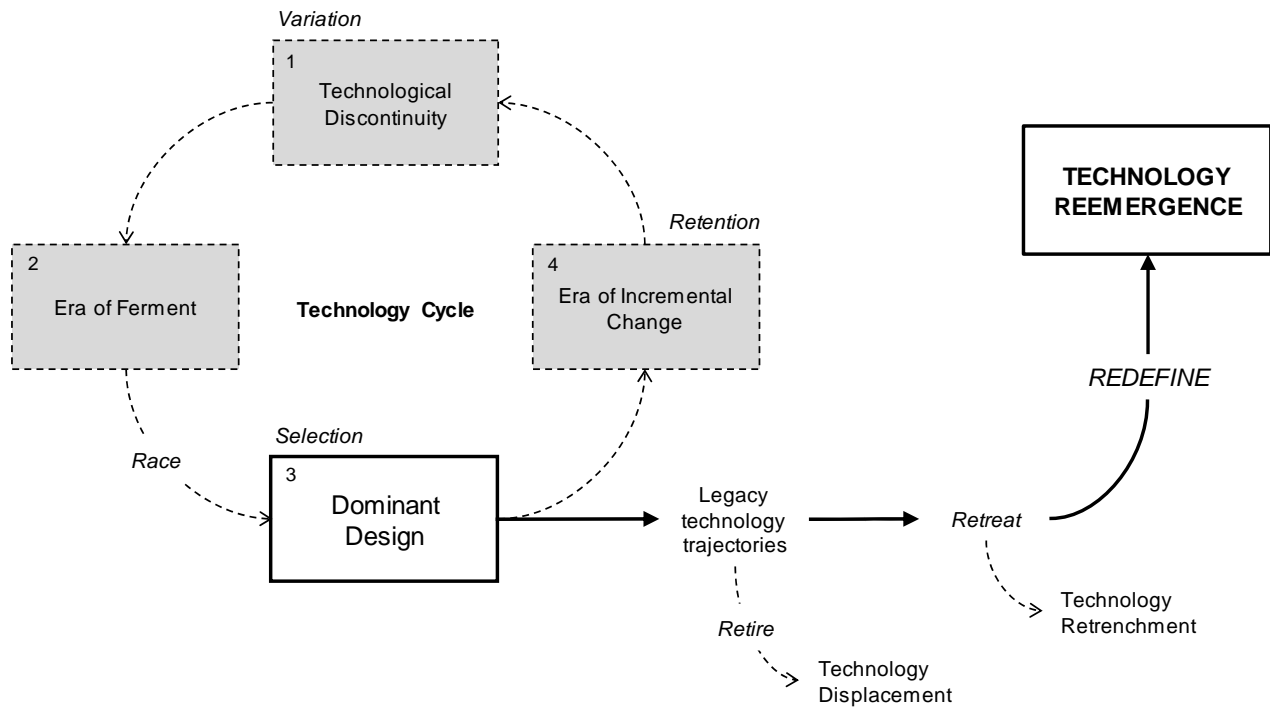 Variation
1
Technological
Discontinuity
TECHNOLOGY
REEMERGENCE
Retention
2
Era of Ferment
Technology Cycle
4
Era of Incremental
Change
REDEFINE
Selection
Race
3
Dominant
Design
Legacy
technology
trajectories
Retreat
Technology
Retrenchment
Retire
Technology
Displacement